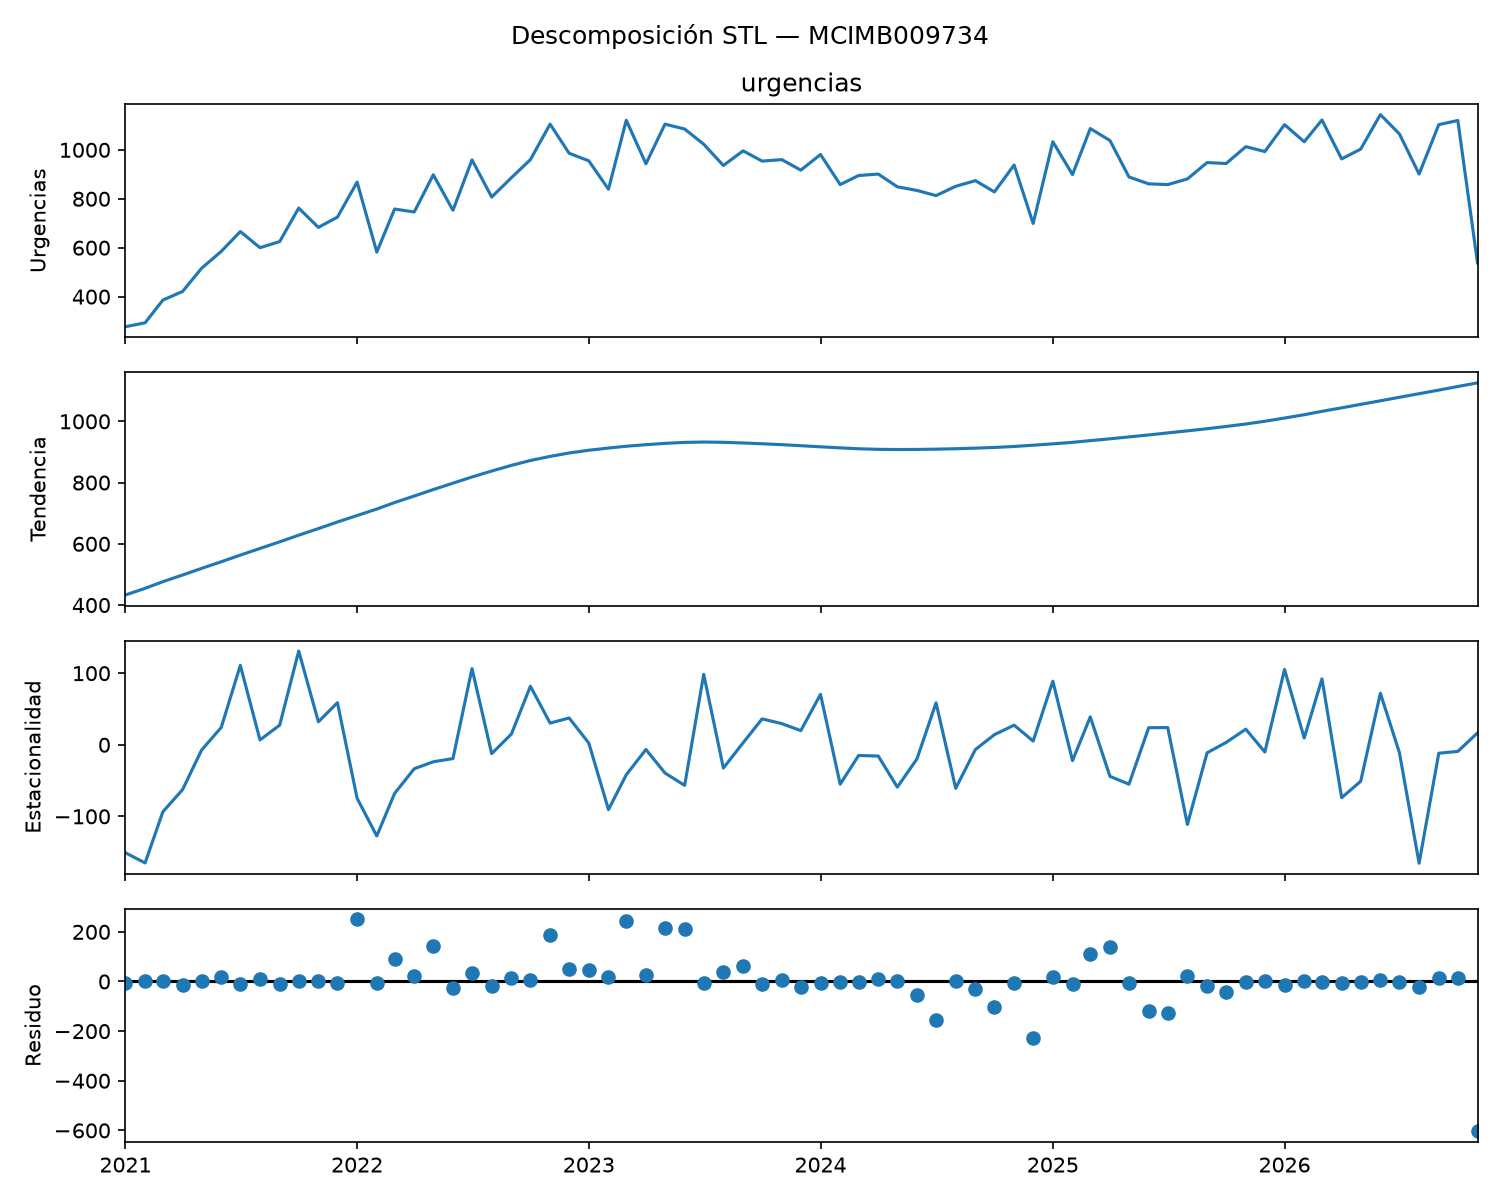 Descomposición STL — MCIMB009734
urgencias
Urgencias
1000
800
600
400
Tendencia
1000
800
600
400
Estacionalidad
100
0
−100
Residuo
200
0
−200
−400
−600
2021 2022 2023 2024 2025 2026